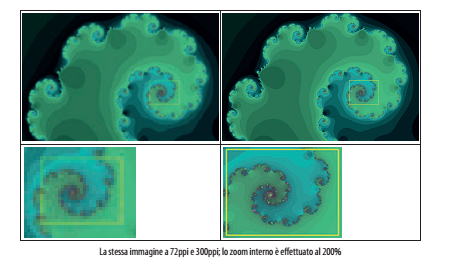 La stessa immagine a 72ppi e 300ppi; lo zoom interno è effettuato al 200%